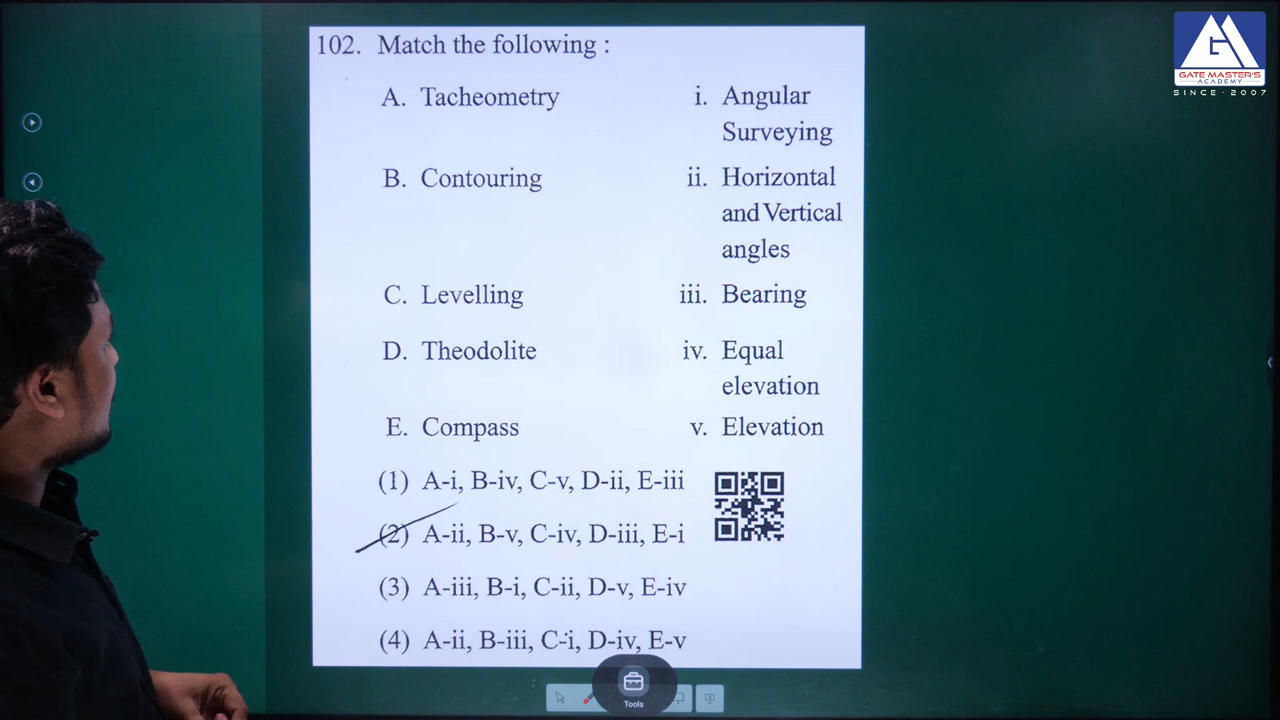 GATE MASTER'S
ACADEMY
SINCE·2007
102. Match the following :
A. Tacheometry i. Angular
Surveying
B. Contouring ii. Horizontal
and Vertical
angles
C. Levelling iii. Bearing
D. Theodolite iv. Equal
elevation
E. Compass v. Elevation
(1) A-i, B-iv, C-v, D-ii, E-iii
(2) A-ii, B-v, C-iv, D-iii, E-i
(3) A-iii, B-i, C-ii, D-v, E-iv
(4) A-ii, B-iii, C-i, D-iv, E-v
Tools